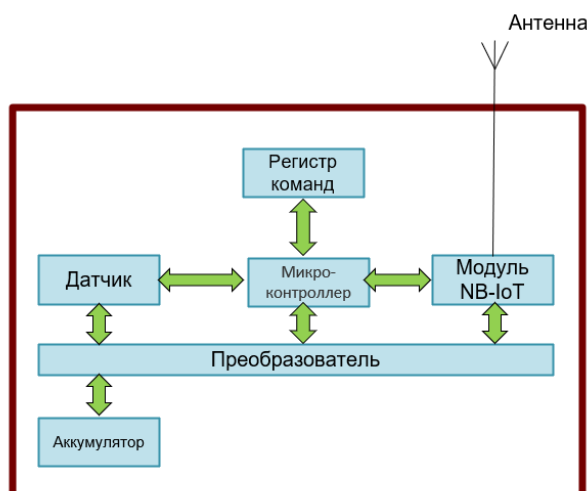 Антенна
Регистр
команд
Датчик
Микро-
контроллер
Модуль
NB-IoT
Преобразователь
Аккумулятор